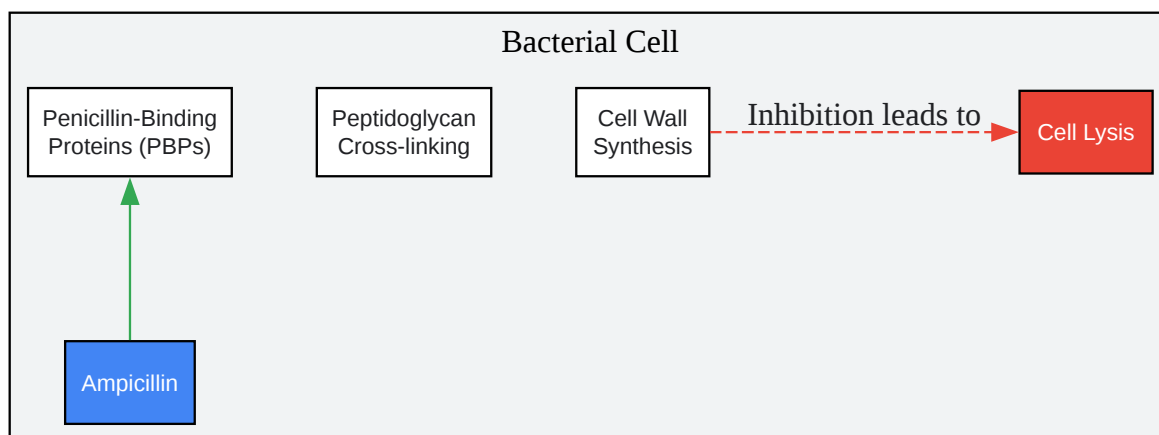 Bacterial Cell
Penicillin-Binding
Proteins (PBPs)
Peptidoglycan
Cross-linking
Cell Wall
Synthesis
Inhibition leads to
Cell Lysis
Ampicillin